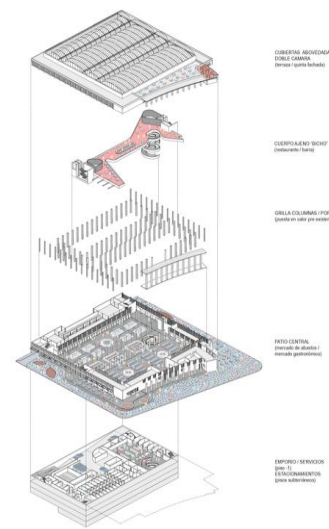 CUBIERTAS ABOVEDADAS
DOBLE CAMARA
(terraza / quinta fachada)
CUERPO AJENO "BICHO"
(restaurante / barra)
GRILLA COLUMNAS / POR
(puesta en valor pre existen
PATIO CENTRAL
(mercado de abastos /
mercado gastronómico)
EMPORIO / SERVICIOS
(piso -1)
ESTACIONAMIENTOS
(pisos subterráneos)